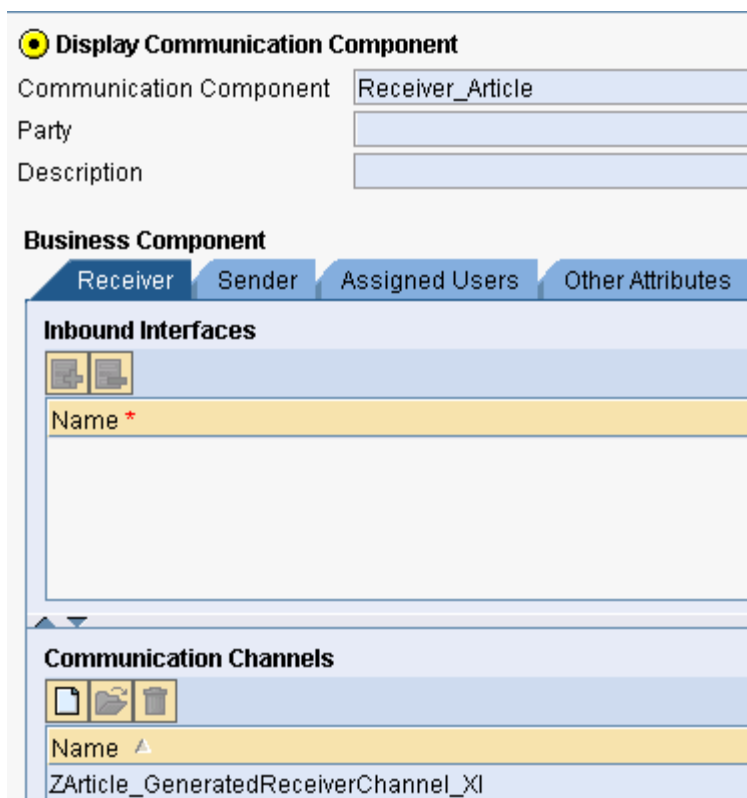 Display Communication Component
Communication Component Receiver_Article
Party
Description
Business Component
Receiver Sender Assigned Users Other Attributes
Inbound Interfaces
Name *
Communication Channels
Name
ZArticle_GeneratedReceiverChannel_XI